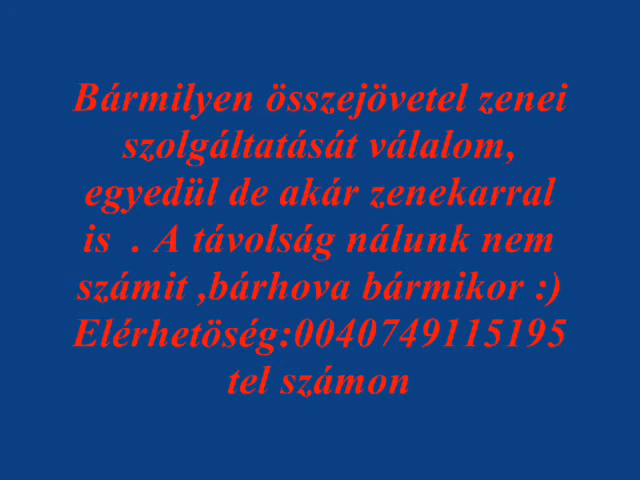 Bármilyen összejövetel zenei
szolgáltatását válalom,
egyedül de akár zenekarral
is  . A távolság nálunk nem
számit ,bárhova bármikor :)
Elérhetöség:0040749115195
tel számon